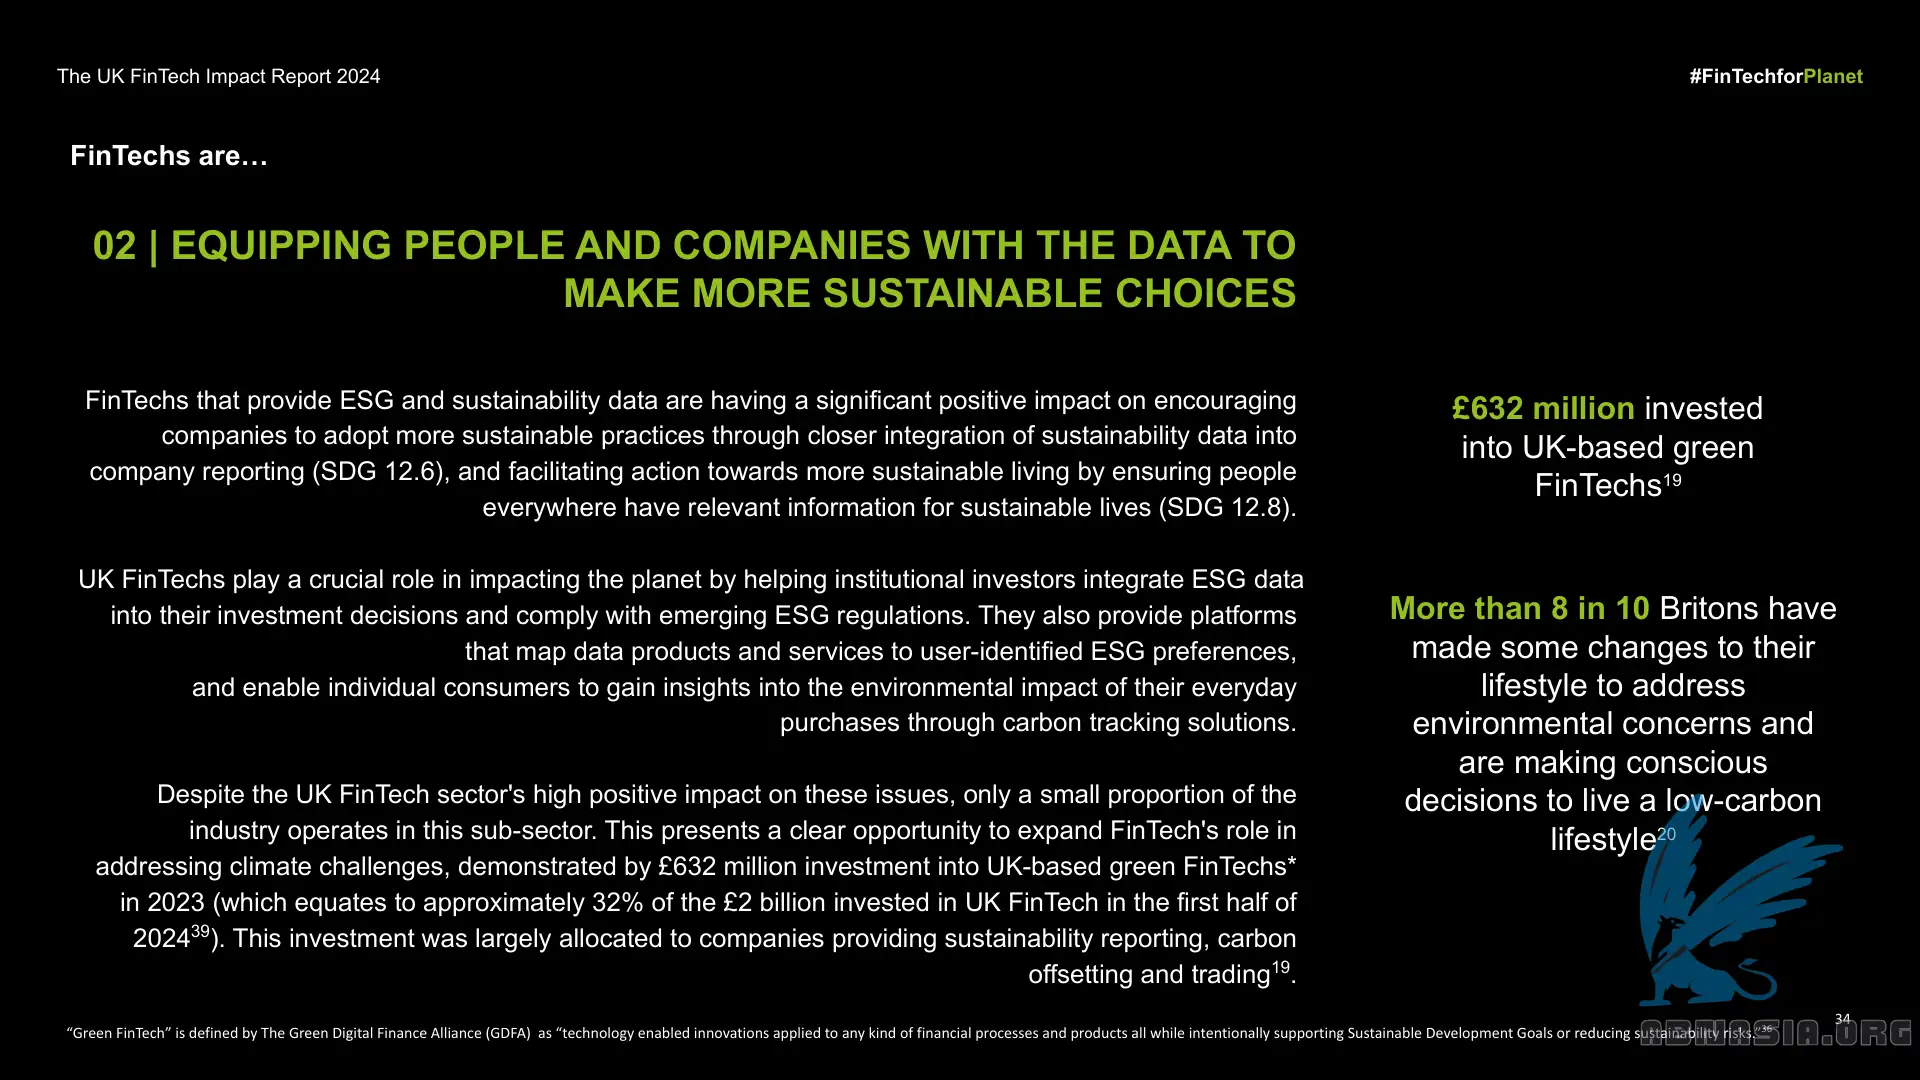 The UK FinTech Impact Report 2024
#FinTechforPlanet
FinTechs are…
02 | EQUIPPING PEOPLE AND COMPANIES WITH THE DATA TO
MAKE MORE SUSTAINABLE CHOICES
FinTechs that provide ESG and sustainability data are having a significant positive impact on encouraging
companies to adopt more sustainable practices through closer integration of sustainability data into
company reporting (SDG 12.6), and facilitating action towards more sustainable living by ensuring people
everywhere have relevant information for sustainable lives (SDG 12.8).
UK FinTechs play a crucial role in impacting the planet by helping institutional investors integrate ESG data
into their investment decisions and comply with emerging ESG regulations. They also provide platforms
that map data products and services to user-identified ESG preferences,
and enable individual consumers to gain insights into the environmental impact of their everyday
purchases through carbon tracking solutions.
Despite the UK FinTech sector's high positive impact on these issues, only a small proportion of the
industry operates in this sub-sector. This presents a clear opportunity to expand FinTech's role in
addressing climate challenges, demonstrated by £632 million investment into UK-based green FinTechs*
in 2023 (which equates to approximately 32% of the £2 billion invested in UK FinTech in the first half of
2024³⁹). This investment was largely allocated to companies providing sustainability reporting, carbon
offsetting and trading¹⁹.
£632 million invested
into UK-based green
FinTechs¹⁹
More than 8 in 10 Britons have
made some changes to their
lifestyle to address
environmental concerns and
are making conscious
decisions to live a low-carbon
lifestyle²⁰
“Green FinTech” is defined by The Green Digital Finance Alliance (GDFA) as “technology enabled innovations applied to any kind of financial processes and products all while intentionally supporting Sustainable Development Goals or reducing sustainability risks.”³⁶
34
ABNASIA.ORG